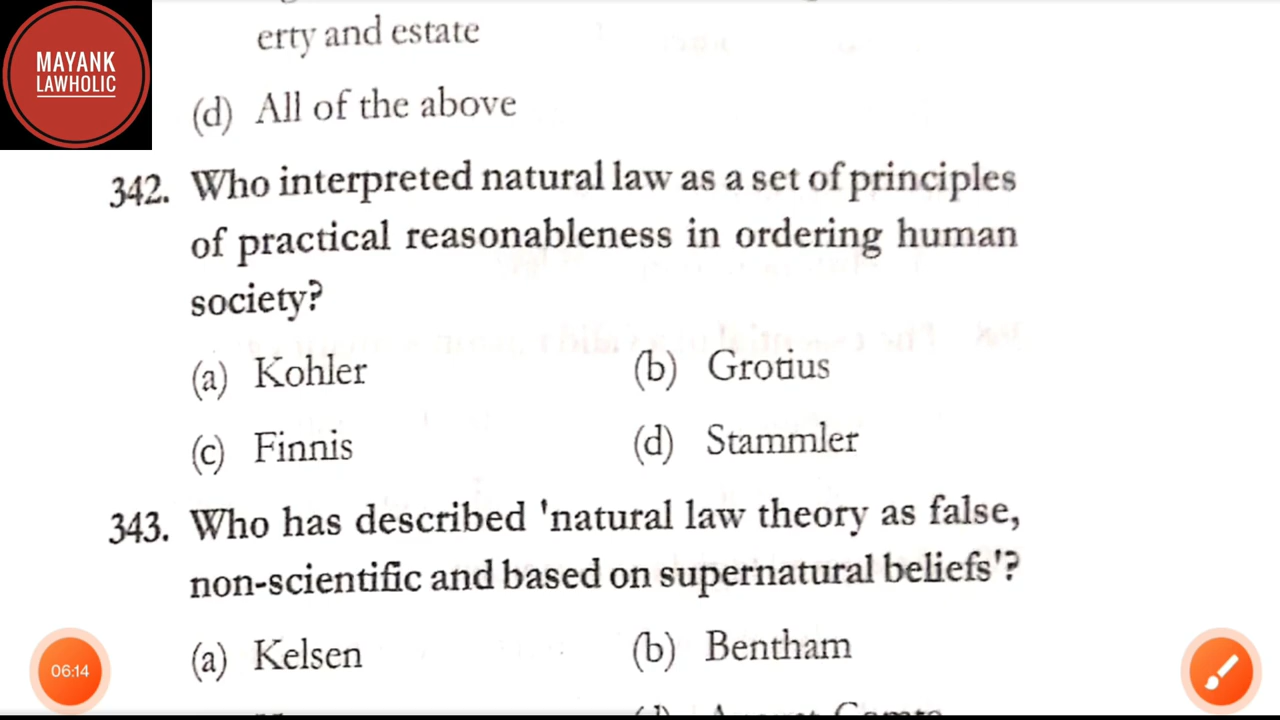 MAYANK
LAWHOLIC
erty and estate
(d) All of the above
342. Who interpreted natural law as a set of principles
of practical reasonableness in ordering human
society?
(a) Kohler (b) Grotius
(c) Finnis (d) Stammler
343. Who has described 'natural law theory as false,
non-scientific and based on supernatural beliefs'?
(a) Kelsen (b) Bentham
06:14